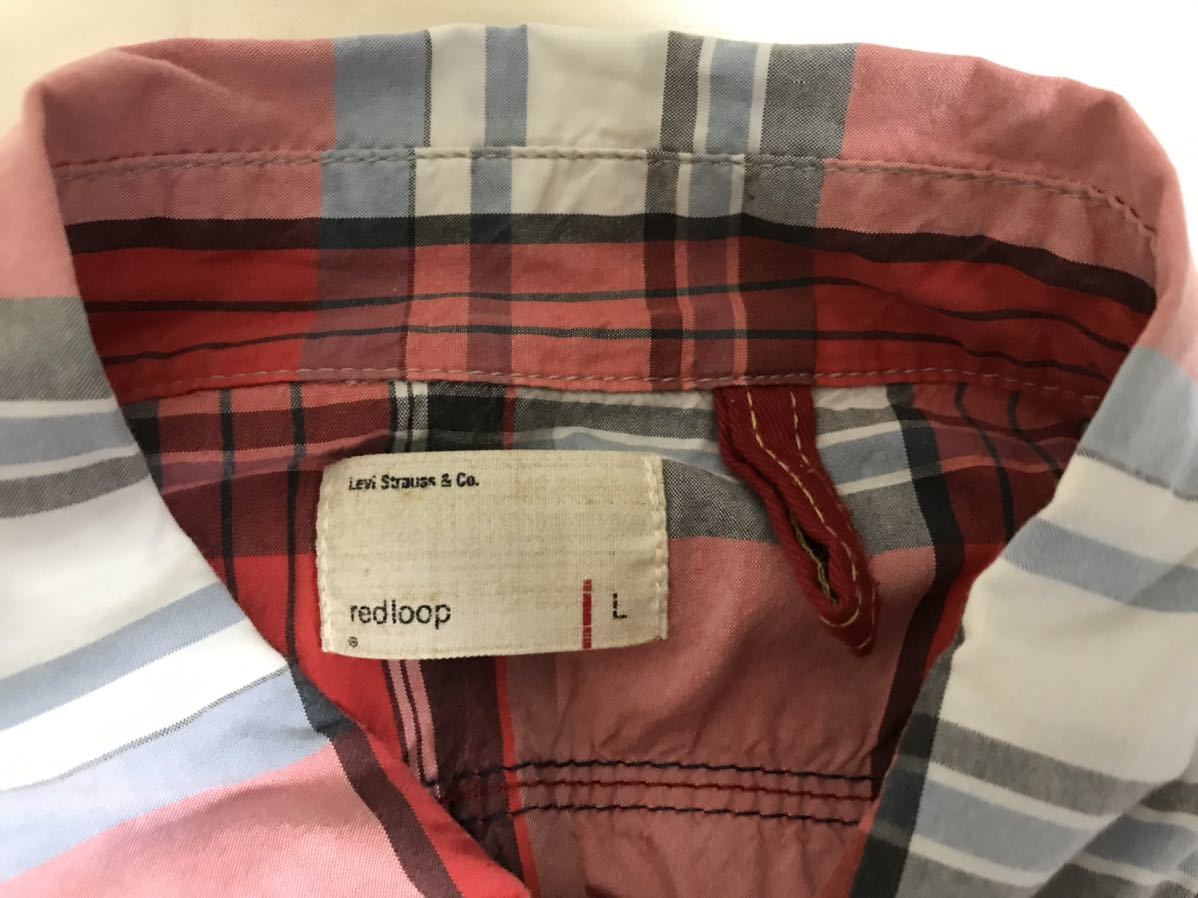 Levi Strauss & Co.
redloop
L
®